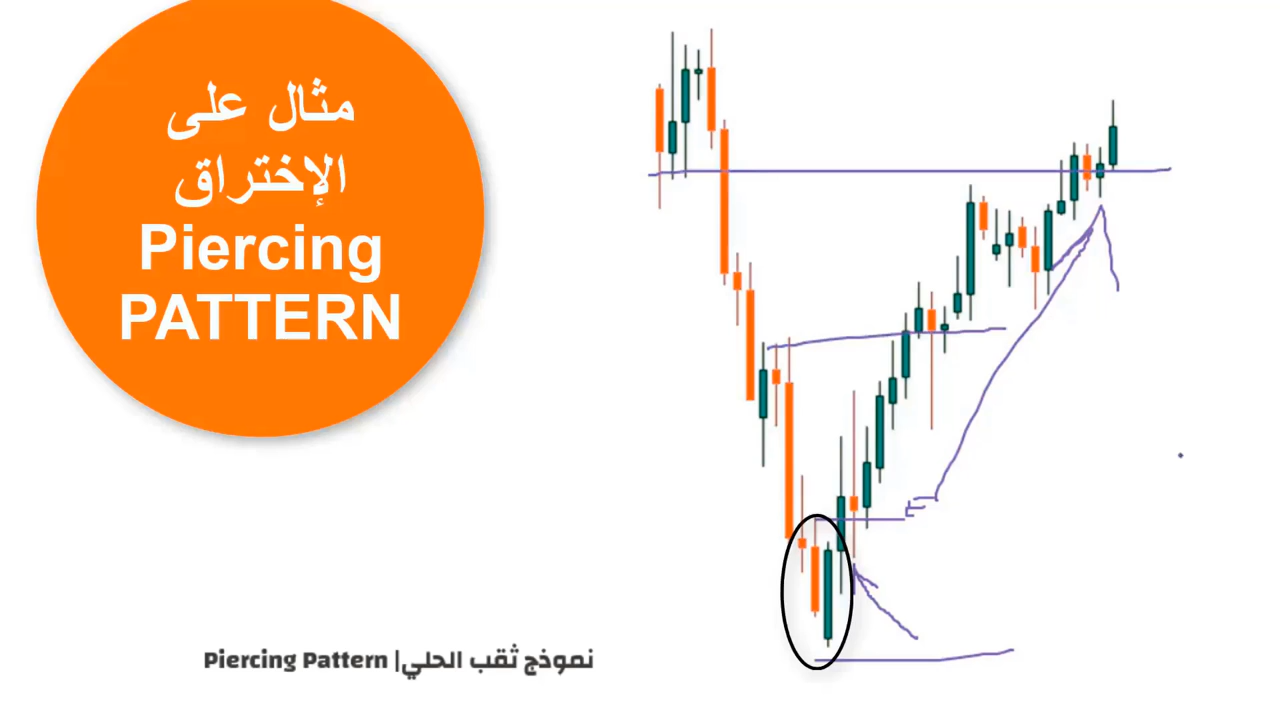 مثال على
الإختراق
Piercing
PATTERN
Piercing Pattern |نموذج ثقب الحلي